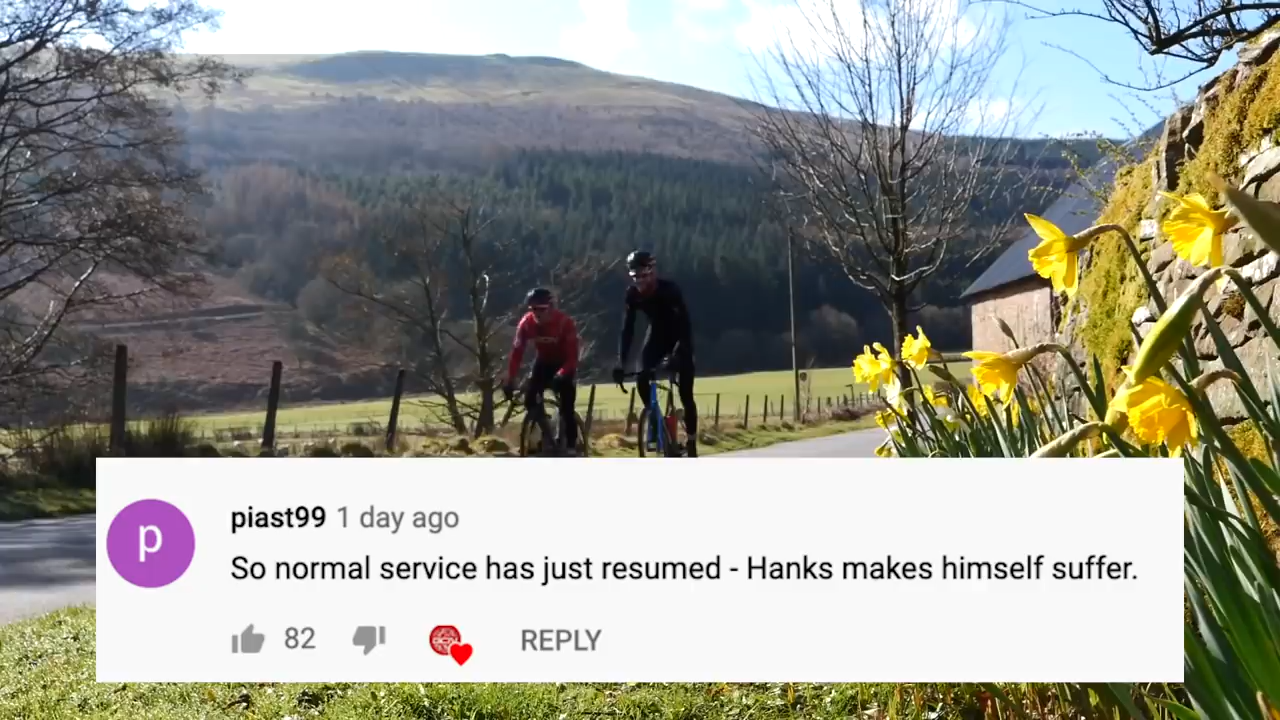 p
piast99 1 day ago
So normal service has just resumed - Hanks makes himself suffer.
82
REPLY